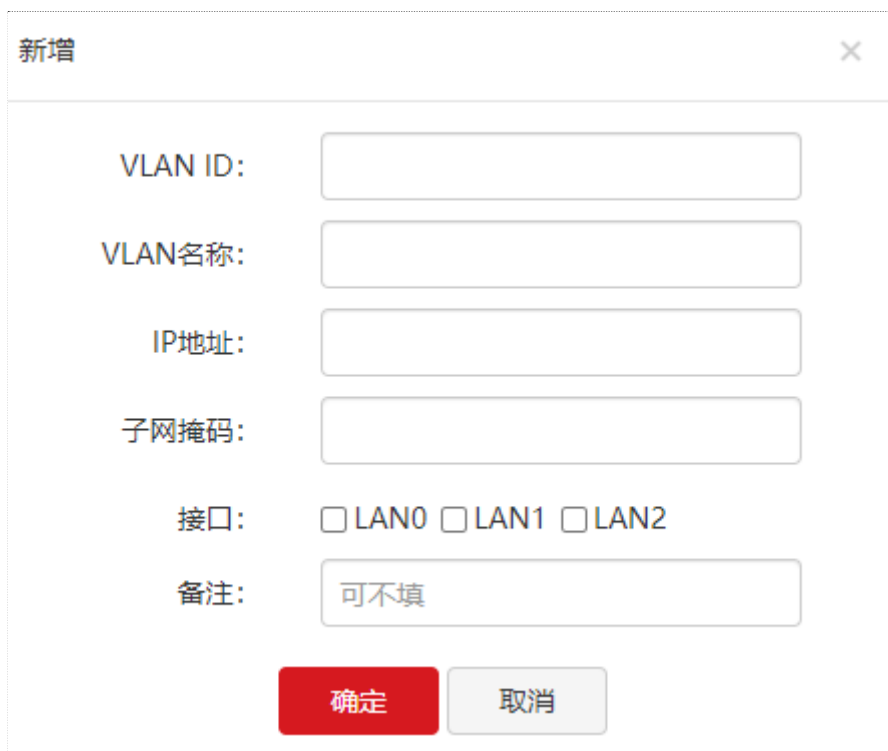 新增 ×
VLAN ID：
VLAN名称：
IP地址：
子网掩码：
接口： LAN0 LAN1 LAN2
备注： 可不填
确定 取消